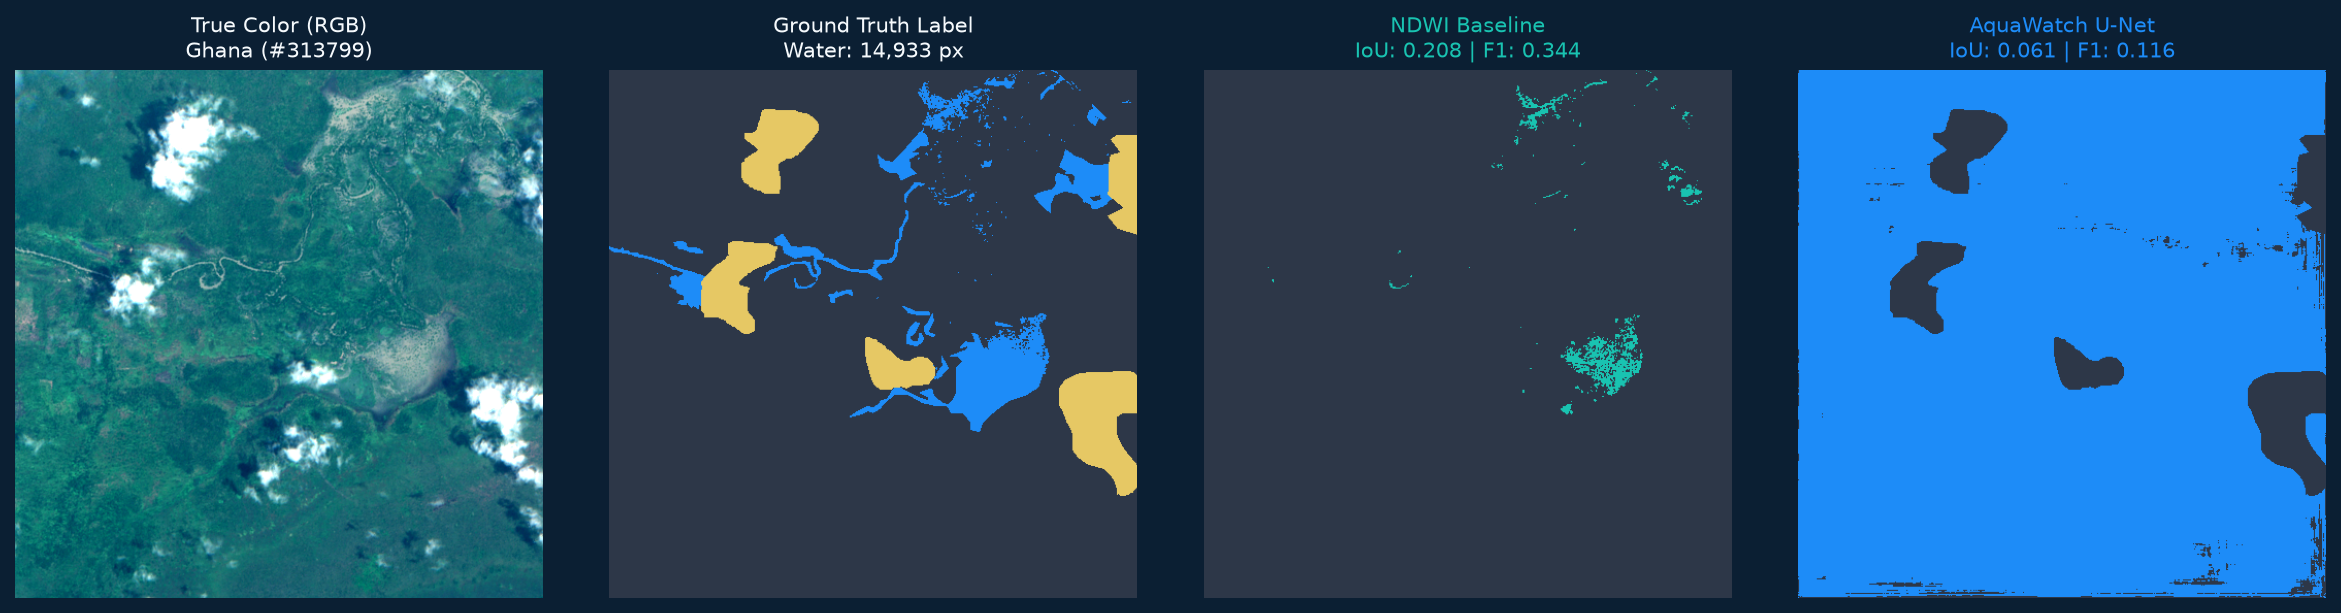 True Color (RGB)
Ghana (#313799)
Ground Truth Label
Water: 14,933 px
NDWI Baseline
IoU: 0.208 | F1: 0.344
AquaWatch U-Net
IoU: 0.061 | F1: 0.116